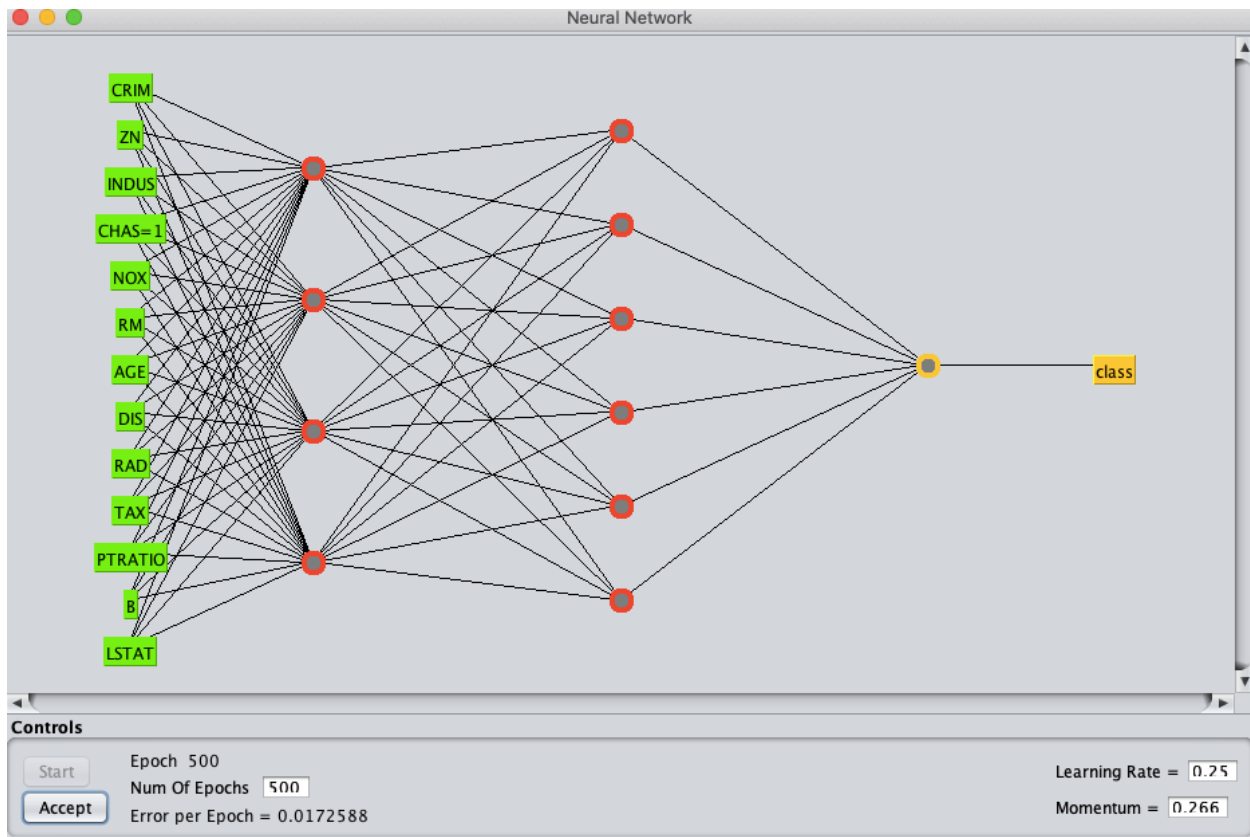 Neural Network
CRIM
ZN
INDUS
CHAS=1
NOX
RM
AGE
DIS
RAD
TAX
PTRATIO
B
LSTAT
class
Controls
Start
Accept
Epoch 500
Num Of Epochs 500
Error per Epoch = 0.0172588
Learning Rate = 0.25
Momentum = 0.266